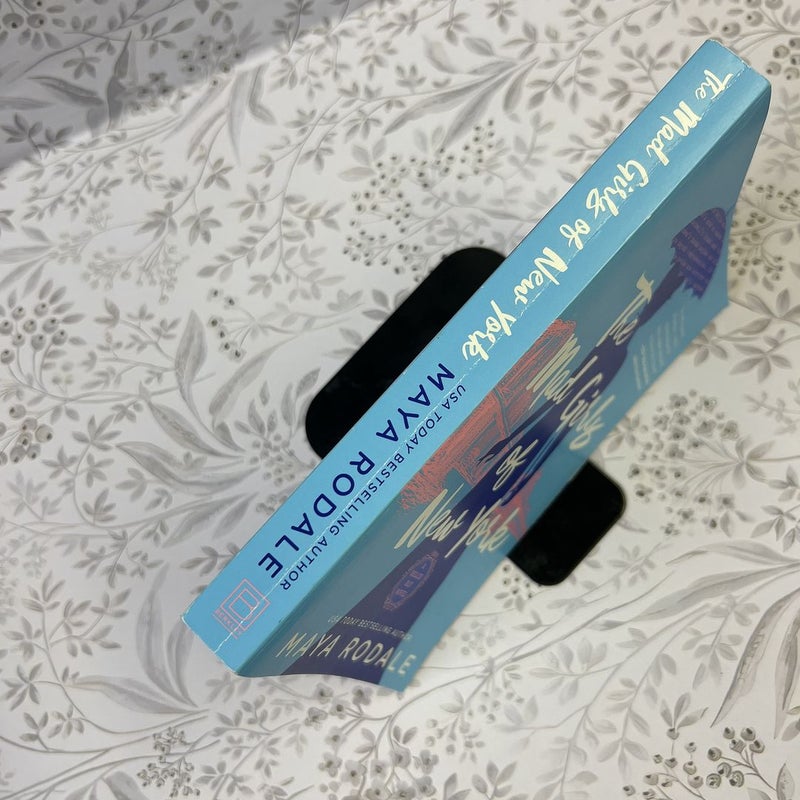 The Mad Girls of New York
USA TODAY BESTSELLING AUTHOR
MAYA RODALE
The
Mad Girls
of
New York
USA TODAY BESTSELLING AUTHOR
MAYA RODALE